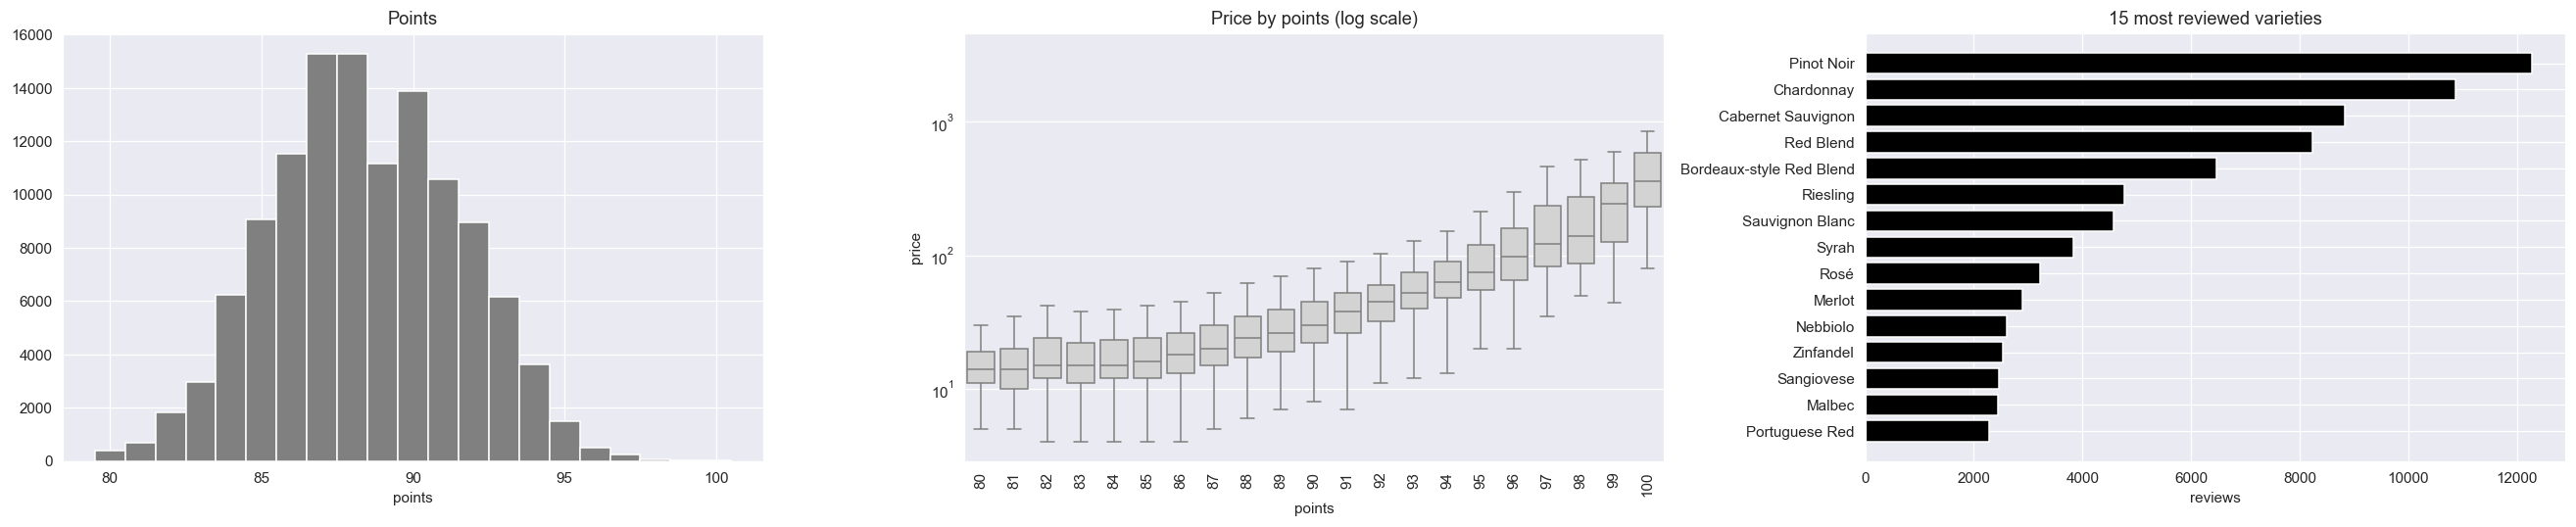 Points
16000
14000
12000
10000
8000
6000
4000
2000
0
80 85 90 95 100
points
Price by points (log scale)
price
10³
10²
10¹
80 81 82 83 84 85 86 87 88 89 90 91 92 93 94 95 96 97 98 99 100
points
15 most reviewed varieties
Pinot Noir
Chardonnay
Cabernet Sauvignon
Red Blend
Bordeaux-style Red Blend
Riesling
Sauvignon Blanc
Syrah
Rosé
Merlot
Nebbiolo
Zinfandel
Sangiovese
Malbec
Portuguese Red
0 2000 4000 6000 8000 10000 12000
reviews